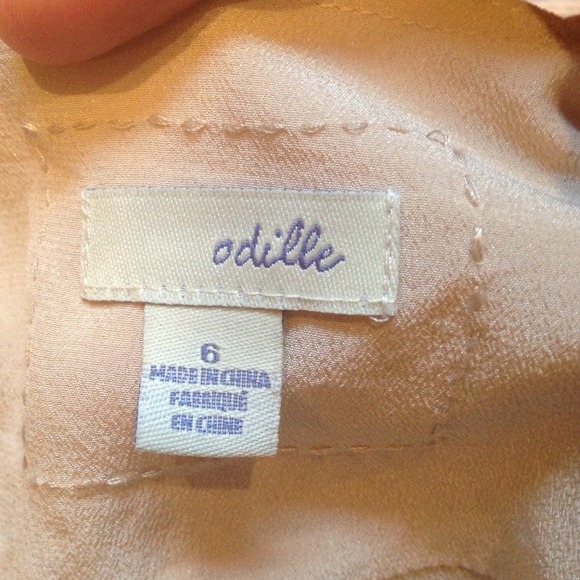 odille
6
MADE IN CHINA
FABRIQUÉ
EN CHINE